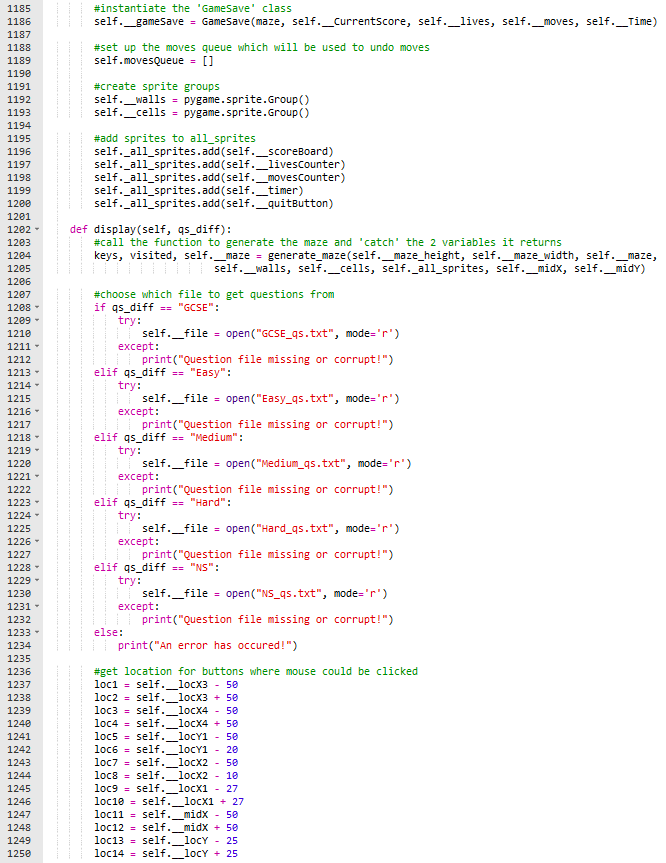 1185 #instantiate the 'GameSave' class
1186 self.__gameSave = GameSave(maze, self.__CurrentScore, self.__lives, self.__moves, self.__Time)
1187
1188 #set up the moves queue which will be used to undo moves
1189 self.movesQueue = []
1190
1191 #create sprite groups
1192 self.__walls = pygame.sprite.Group()
1193 self.__cells = pygame.sprite.Group()
1194
1195 #add sprites to all_sprites
1196 self._all_sprites.add(self.__scoreBoard)
1197 self._all_sprites.add(self.__livesCounter)
1198 self._all_sprites.add(self.__movesCounter)
1199 self._all_sprites.add(self.__timer)
1200 self._all_sprites.add(self.__quitButton)
1201
1202 def display(self, qs_diff):
1203 #call the function to generate the maze and 'catch' the 2 variables it returns
1204 keys, visited, self.__maze = generate_maze(self.__maze_height, self.__maze_width, self.__maze,
1205 self.__walls, self.__cells, self._all_sprites, self.__midX, self.__midY)
1206
1207 #choose which file to get questions from
1208 if qs_diff == "GCSE":
1209 try:
1210 self.__file = open("GCSE_qs.txt", mode='r')
1211 except:
1212 print("Question file missing or corrupt!")
1213 elif qs_diff == "Easy":
1214 try:
1215 self.__file = open("Easy_qs.txt", mode='r')
1216 except:
1217 print("Question file missing or corrupt!")
1218 elif qs_diff == "Medium":
1219 try:
1220 self.__file = open("Medium_qs.txt", mode='r')
1221 except:
1222 print("Question file missing or corrupt!")
1223 elif qs_diff == "Hard":
1224 try:
1225 self.__file = open("Hard_qs.txt", mode='r')
1226 except:
1227 print("Question file missing or corrupt!")
1228 elif qs_diff == "NS":
1229 try:
1230 self.__file = open("NS_qs.txt", mode='r')
1231 except:
1232 print("Question file missing or corrupt!")
1233 else:
1234 print("An error has occured!")
1235
1236 #get location for buttons where mouse could be clicked
1237 loc1 = self.__locX3 - 50
1238 loc2 = self.__locX3 + 50
1239 loc3 = self.__locX4 - 50
1240 loc4 = self.__locX4 + 50
1241 loc5 = self.__locY1 - 50
1242 loc6 = self.__locY1 - 20
1243 loc7 = self.__locX2 - 50
1244 loc8 = self.__locX2 - 10
1245 loc9 = self.__locX1 - 27
1246 loc10 = self.__locX1 + 27
1247 loc11 = self.__midX - 50
1248 loc12 = self.__midX + 50
1249 loc13 = self.__locY - 25
1250 loc14 = self.__locY + 25